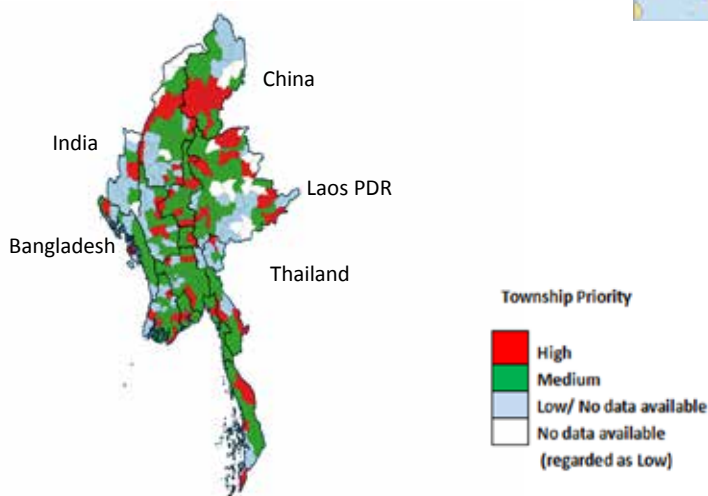 China
India
Laos PDR
Bangladesh
Thailand
Township Priority
High
Medium
Low/ No data available
No data available
(regarded as Low)